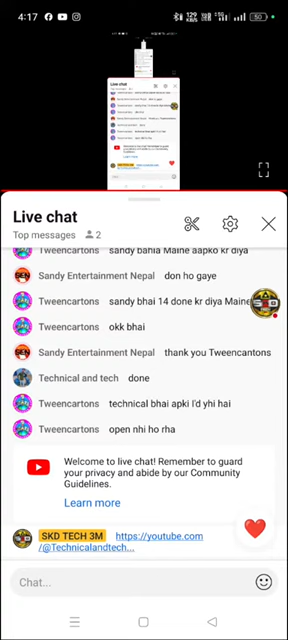 4:17
50
Live chat
Top messages 2
Tweencartons sandy bahia Maine aapko kr diya
Sandy Entertainment Nepal don ho gaye
Tweencartons sandy bhai 14 done kr diya Maine
Tweencartons okk bhai
Sandy Entertainment Nepal thank you Tweencantons
Technical and tech done
Tweencartons technical bhai apki I'd yhi hai
Tweencartons open nhi ho rha
Welcome to live chat! Remember to guard
your privacy and abide by our Community
Guidelines.
Learn more
SKD TECH 3M https://youtube.com
/@Technicalandtech...
Chat...